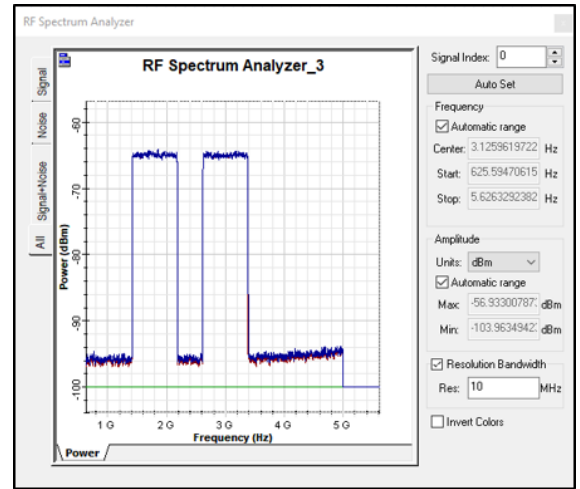 RF Spectrum Analyzer
Signal
Noise
Signal+Noise
All
RF Spectrum Analyzer_3
Power (dBm)
-60
-70
-80
-90
-100
1 G
2 G
3 G
4 G
5 G
Frequency (Hz)
Power
Signal Index: 0
Auto Set
Frequency
Automatic range
Center: 3.1259619722 Hz
Start: 625.59470615 Hz
Stop: 5.6263292382 Hz
Amplitude
Units: dBm
Automatic range
Max: -56.93300787 dBm
Min: -103.9634942 dBm
Resolution Bandwidth
Res: 10 MHz
Invert Colors